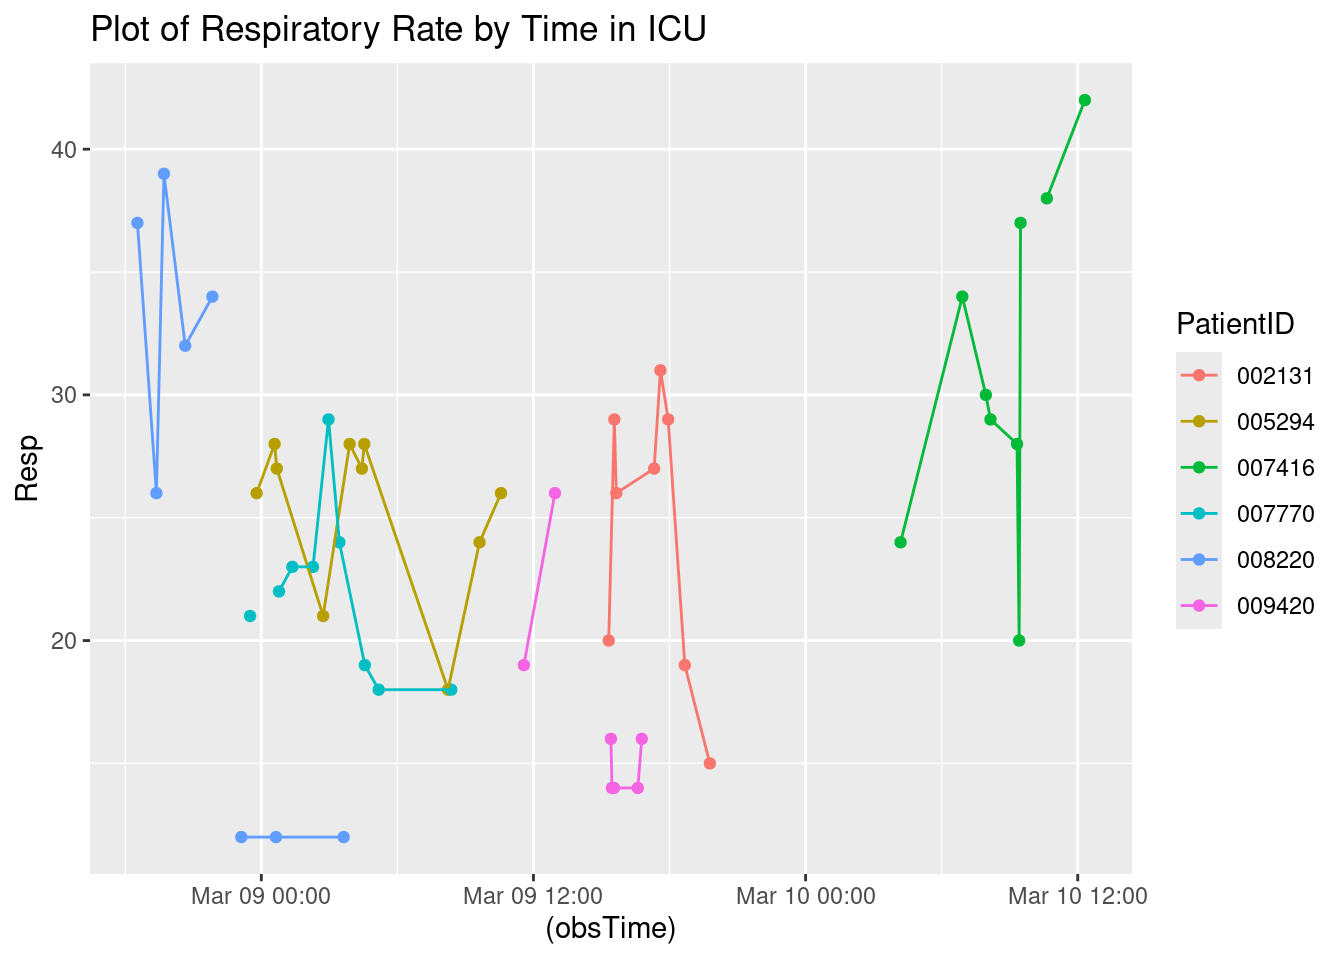 Plot of Respiratory Rate by Time in ICU
40
30
20
Resp
Mar 09 00:00
Mar 09 12:00
Mar 10 00:00
Mar 10 12:00
(obsTime)
PatientID
002131
005294
007416
007770
008220
009420